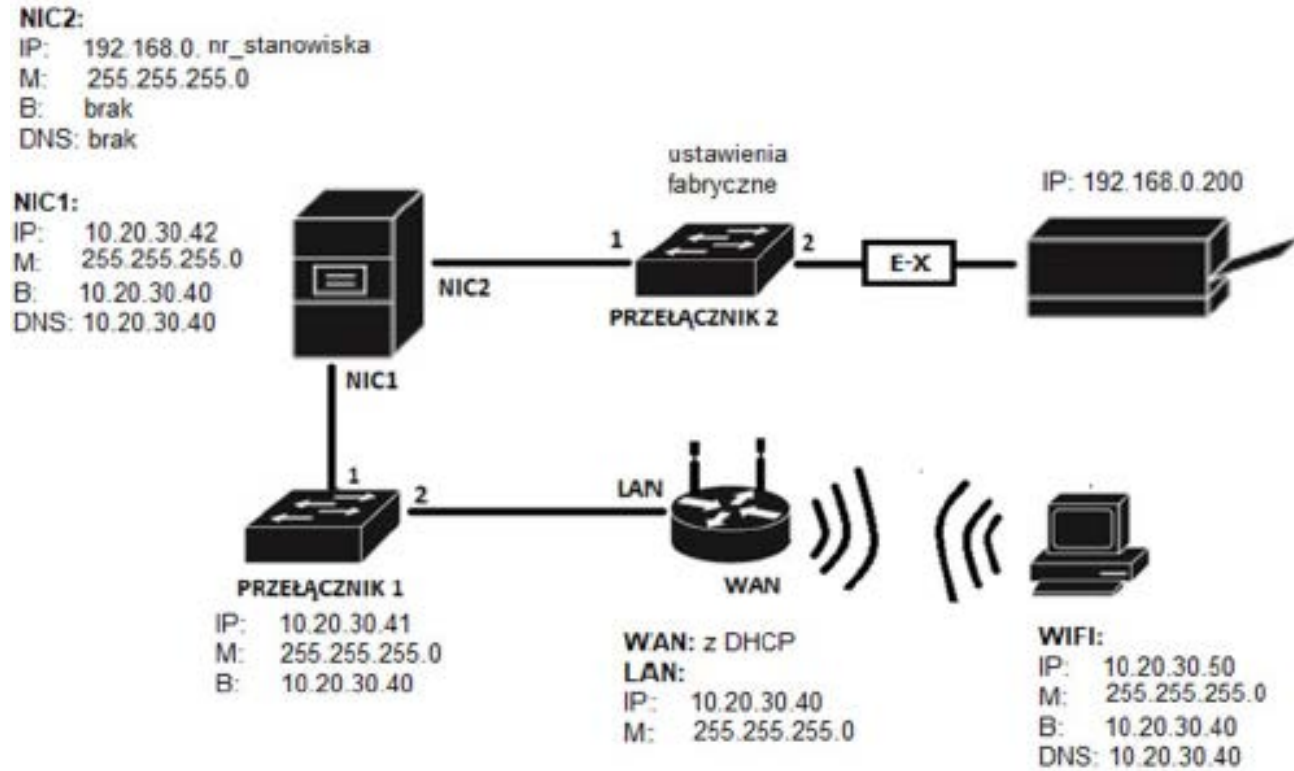 NIC2:
IP: 192.168.0. nr_stanowiska
M: 255.255.255.0
B: brak
DNS: brak
NIC1:
IP: 10.20.30.42
M: 255.255.255.0
B: 10.20.30.40
DNS: 10.20.30.40
NIC2
NIC1
ustawienia
fabryczne
1
2
PRZEŁĄCZNIK 2
E-X
IP: 192.168.0.200
1
2
PRZEŁĄCZNIK 1
IP: 10.20.30.41
M: 255.255.255.0
B: 10.20.30.40
LAN
WAN
WAN: z DHCP
LAN:
IP: 10.20.30.40
M: 255.255.255.0
WIFI:
IP: 10.20.30.50
M: 255.255.255.0
B: 10.20.30.40
DNS: 10.20.30.40